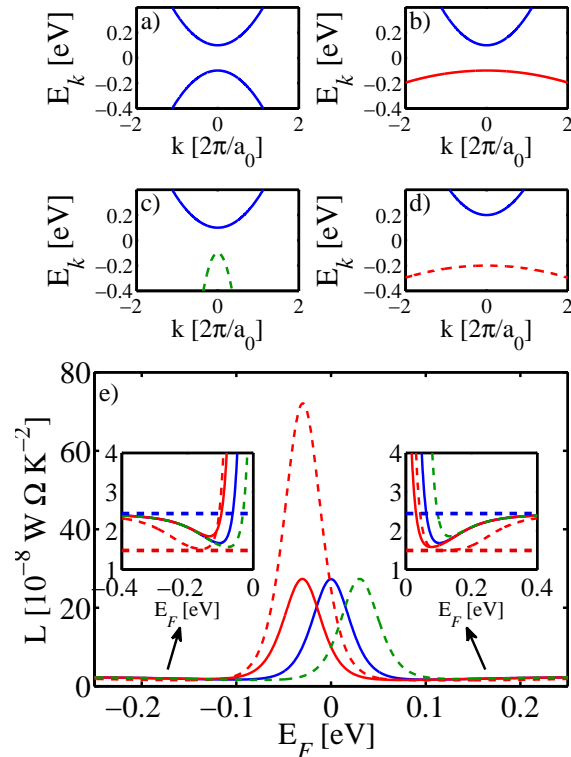 a)
E_k [eV]
0.2
0
−0.2
−0.4
−2 0 2
k [2π/a_0]
b)
E_k [eV]
0.2
0
−0.2
−0.4
−2 0 2
k [2π/a_0]
c)
E_k [eV]
0.2
0
−0.2
−0.4
−2 0 2
k [2π/a_0]
d)
E_k [eV]
0.2
0
−0.2
−0.4
−2 0 2
k [2π/a_0]
e)
L [10^{−8} W Ω K^{−2}]
80
60
40
20
0
−0.2 −0.1 0 0.1 0.2
E_F [eV]
4
3
2
1
−0.4 −0.2 0
E_F [eV]
4
3
2
1
0 0.2 0.4
E_F [eV]